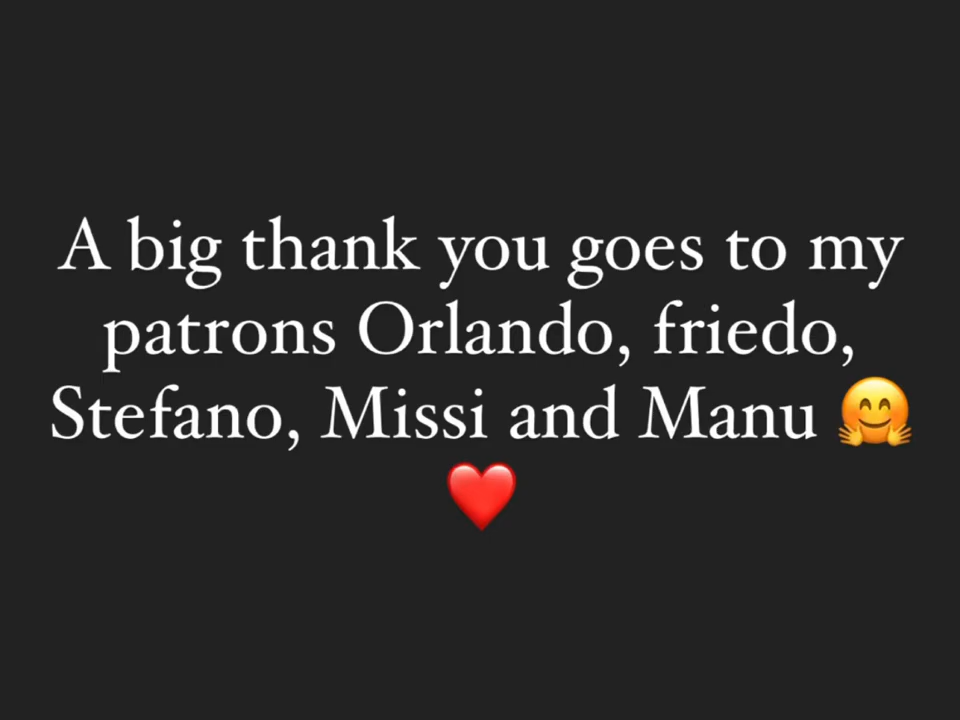 A big thank you goes to my
patrons Orlando, friedo,
Stefano, Missi and Manu 🤗
❤️